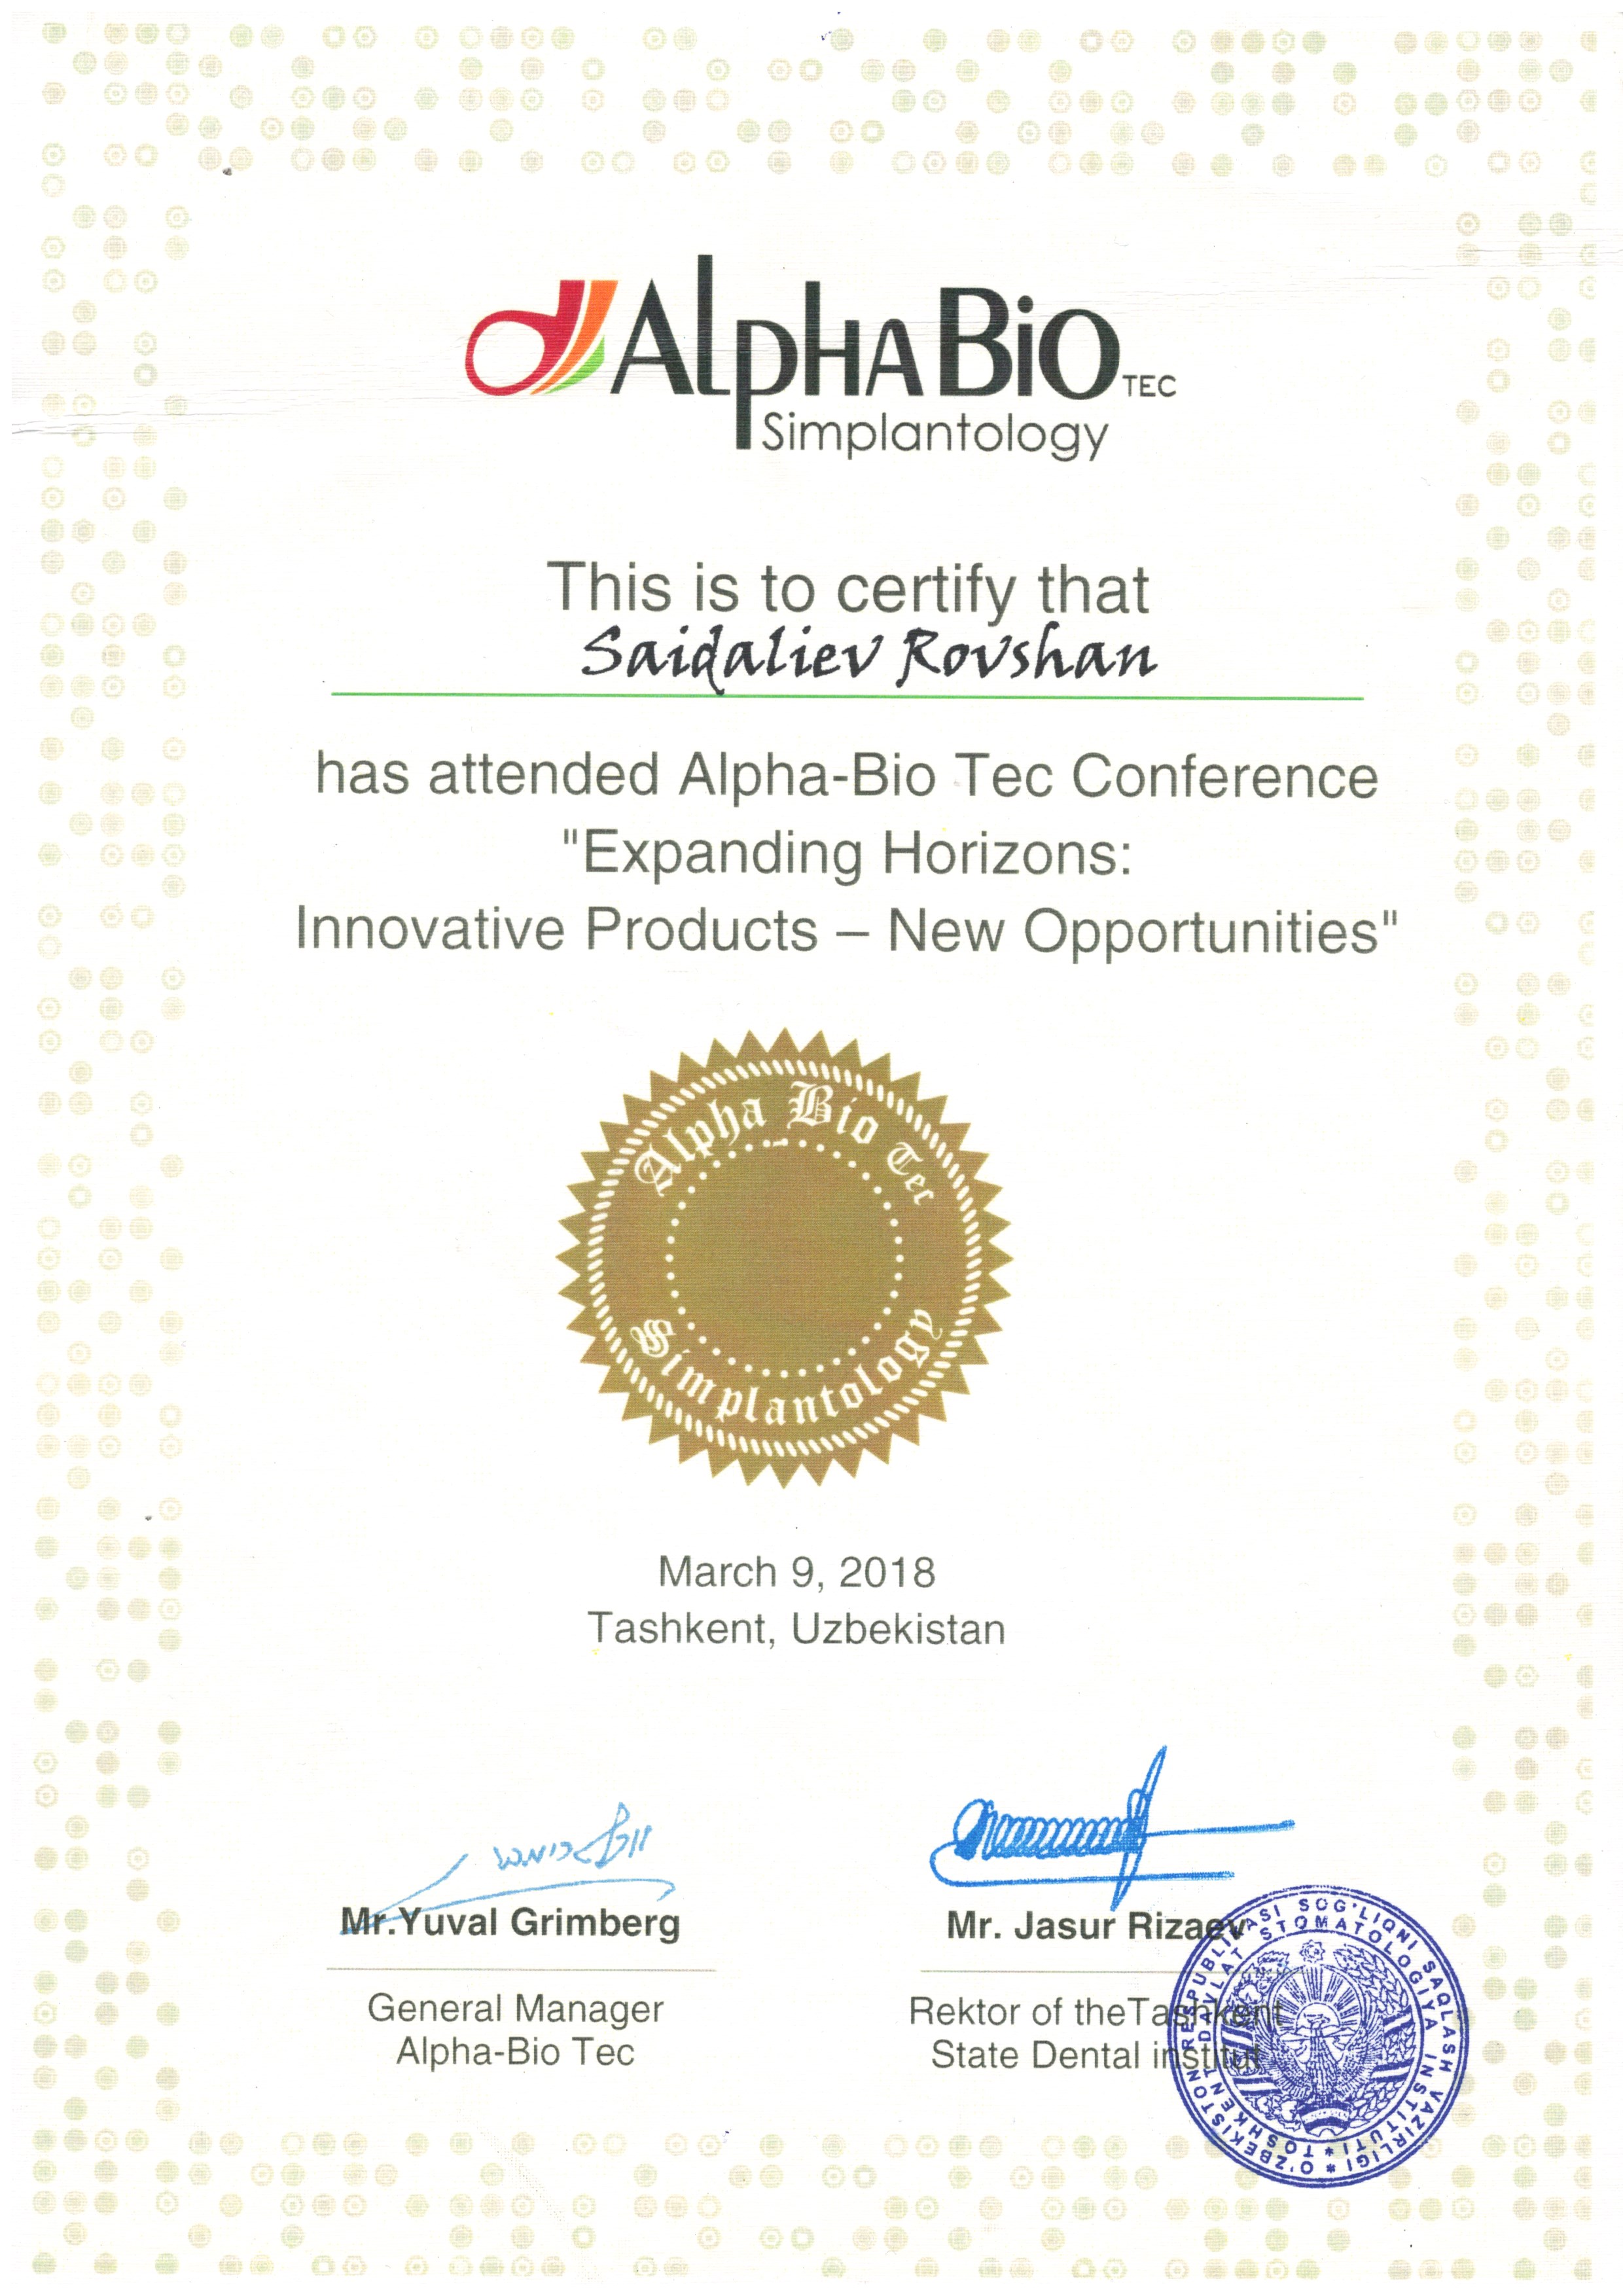 AlpHABiO TEC
Simplantology
This is to certify that
Saidaliev Rovshan
has attended Alpha-Bio Tec Conference
"Expanding Horizons:
Innovative Products – New Opportunities"
Alpha Bio Tec
Simplantology
March 9, 2018
Tashkent, Uzbekistan
Mr.Yuval Grimberg
General Manager
Alpha-Bio Tec
Mr. Jasur Rizaev
Rektor of theTashkent
State Dental institut
O'ZBEKISTON RESPUBLIKASI SOG'LIQNI SAQLASH VAZIRLIGI *
TOSHKENT DAVLAT STOMATOLOGIYA INSTITUTI *